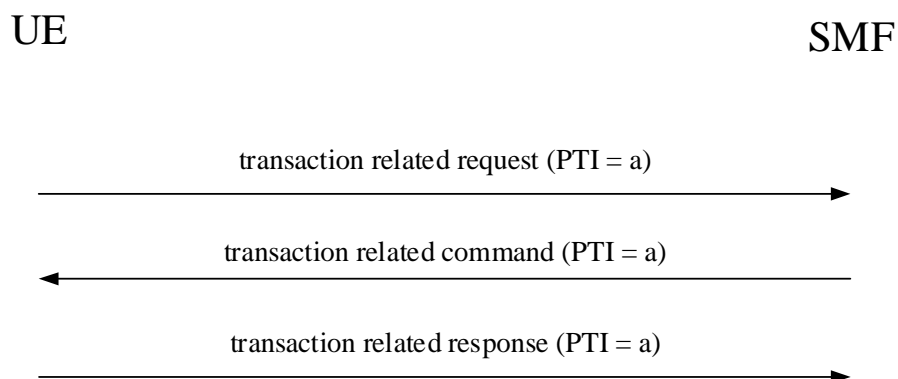 UE
SMF
transaction related request (PTI = a)
transaction related command (PTI = a)
transaction related response (PTI = a)